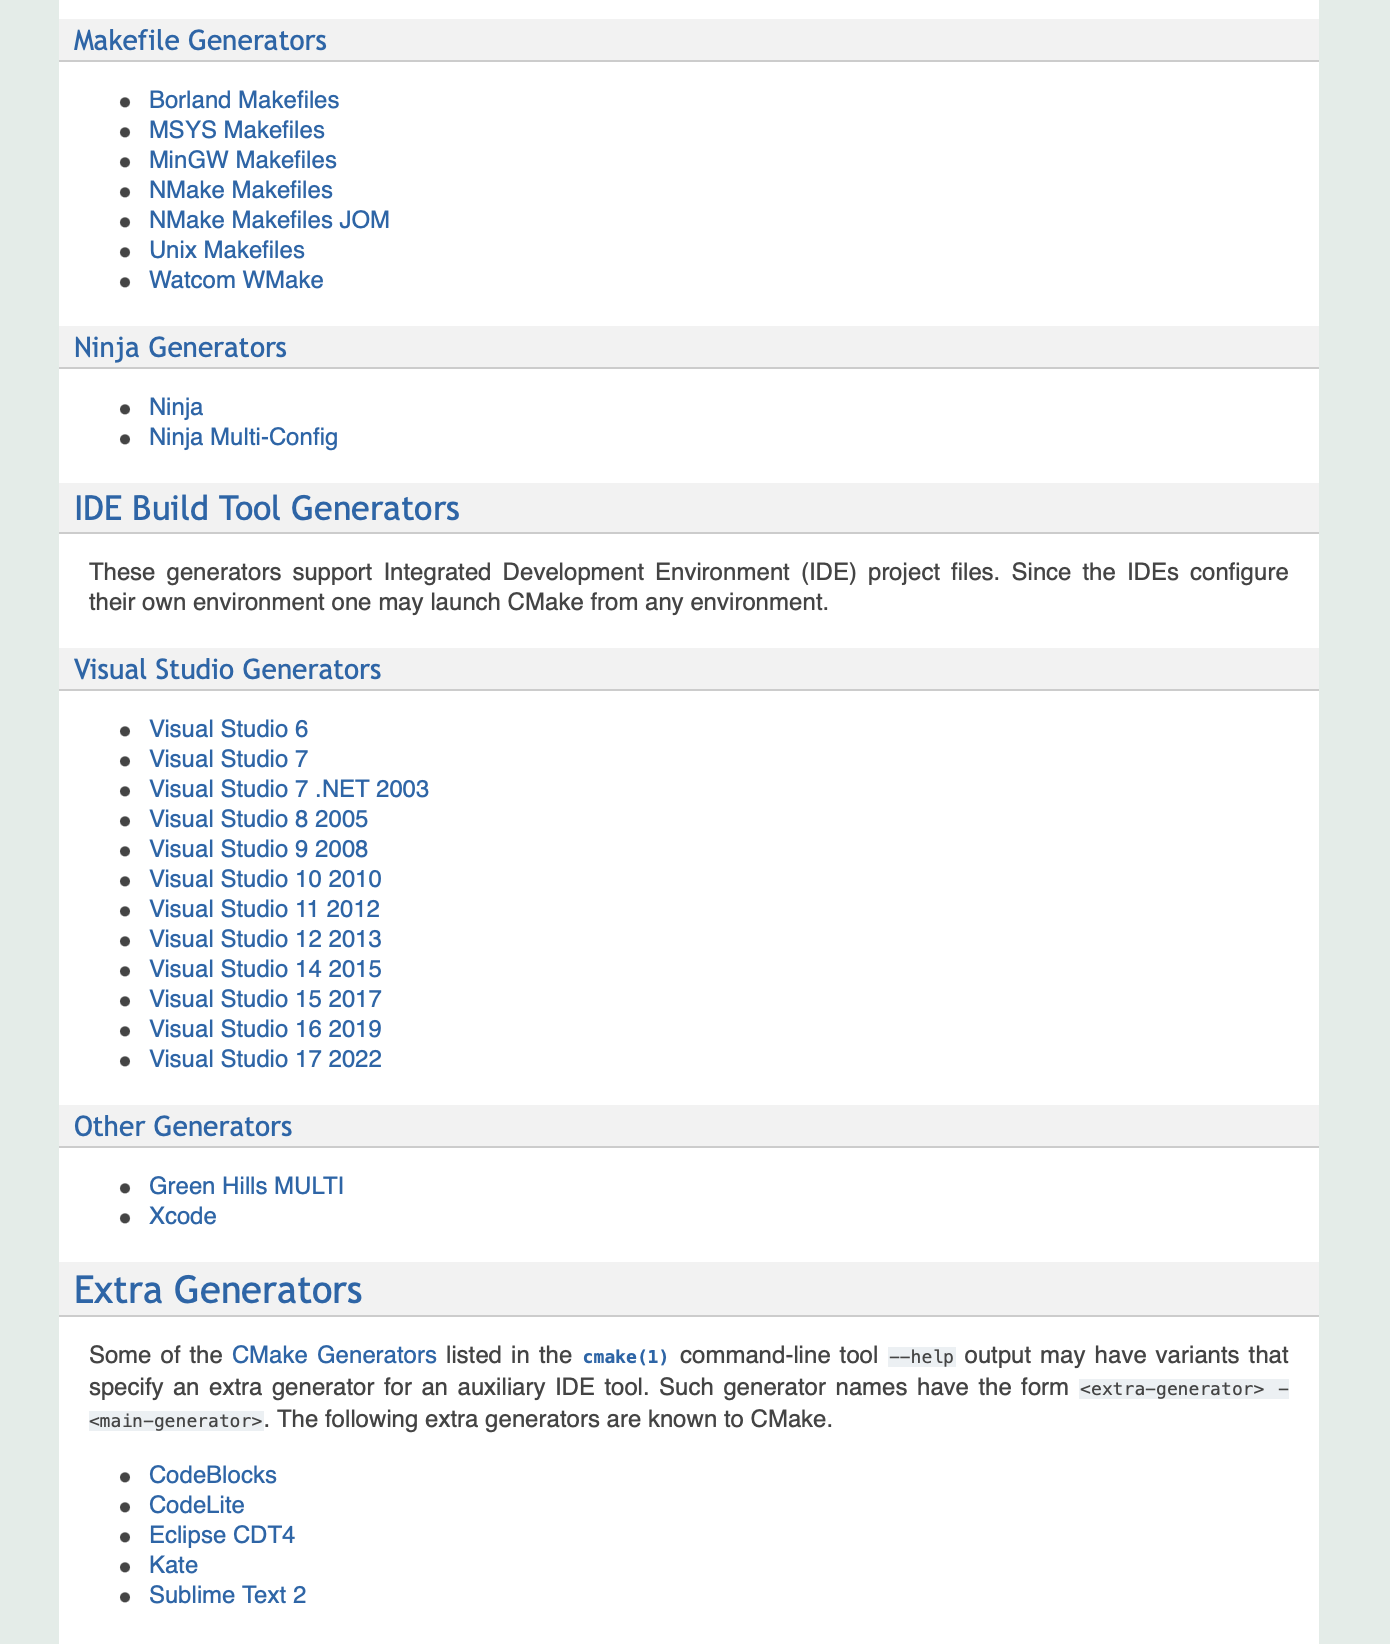 Makefile Generators
Borland Makefiles
MSYS Makefiles
MinGW Makefiles
NMake Makefiles
NMake Makefiles JOM
Unix Makefiles
Watcom WMake
Ninja Generators
Ninja
Ninja Multi-Config
IDE Build Tool Generators
These generators support Integrated Development Environment (IDE) project files. Since the IDEs configure
their own environment one may launch CMake from any environment.
Visual Studio Generators
Visual Studio 6
Visual Studio 7
Visual Studio 7 .NET 2003
Visual Studio 8 2005
Visual Studio 9 2008
Visual Studio 10 2010
Visual Studio 11 2012
Visual Studio 12 2013
Visual Studio 14 2015
Visual Studio 15 2017
Visual Studio 16 2019
Visual Studio 17 2022
Other Generators
Green Hills MULTI
Xcode
Extra Generators
Some of the CMake Generators listed in the cmake(1) command-line tool --help output may have variants that
specify an extra generator for an auxiliary IDE tool. Such generator names have the form <extra-generator> -
<main-generator>. The following extra generators are known to CMake.
CodeBlocks
CodeLite
Eclipse CDT4
Kate
Sublime Text 2